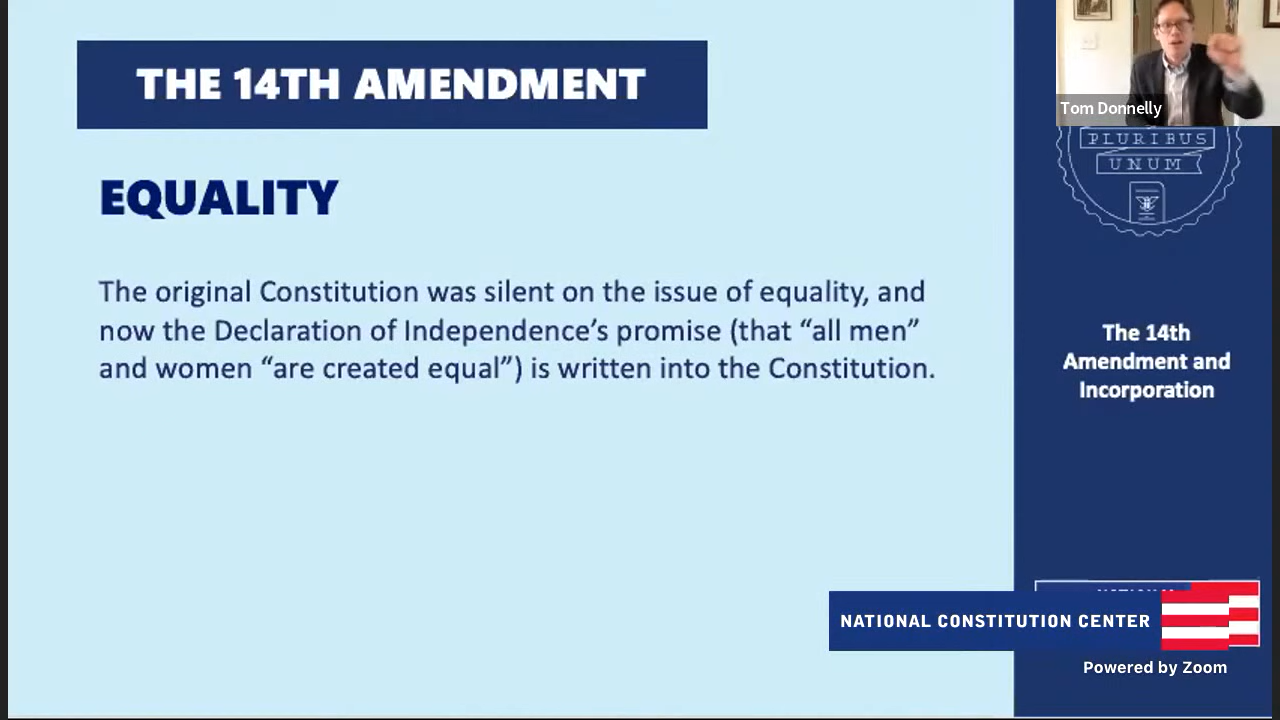 THE 14TH AMENDMENT
EQUALITY
The original Constitution was silent on the issue of equality, and
now the Declaration of Independence’s promise (that “all men”
and women “are created equal”) is written into the Constitution.
Tom Donnelly
PLURIBUS
UNUM
The 14th
Amendment and
Incorporation
NATIONAL CONSTITUTION CENTER
Powered by Zoom